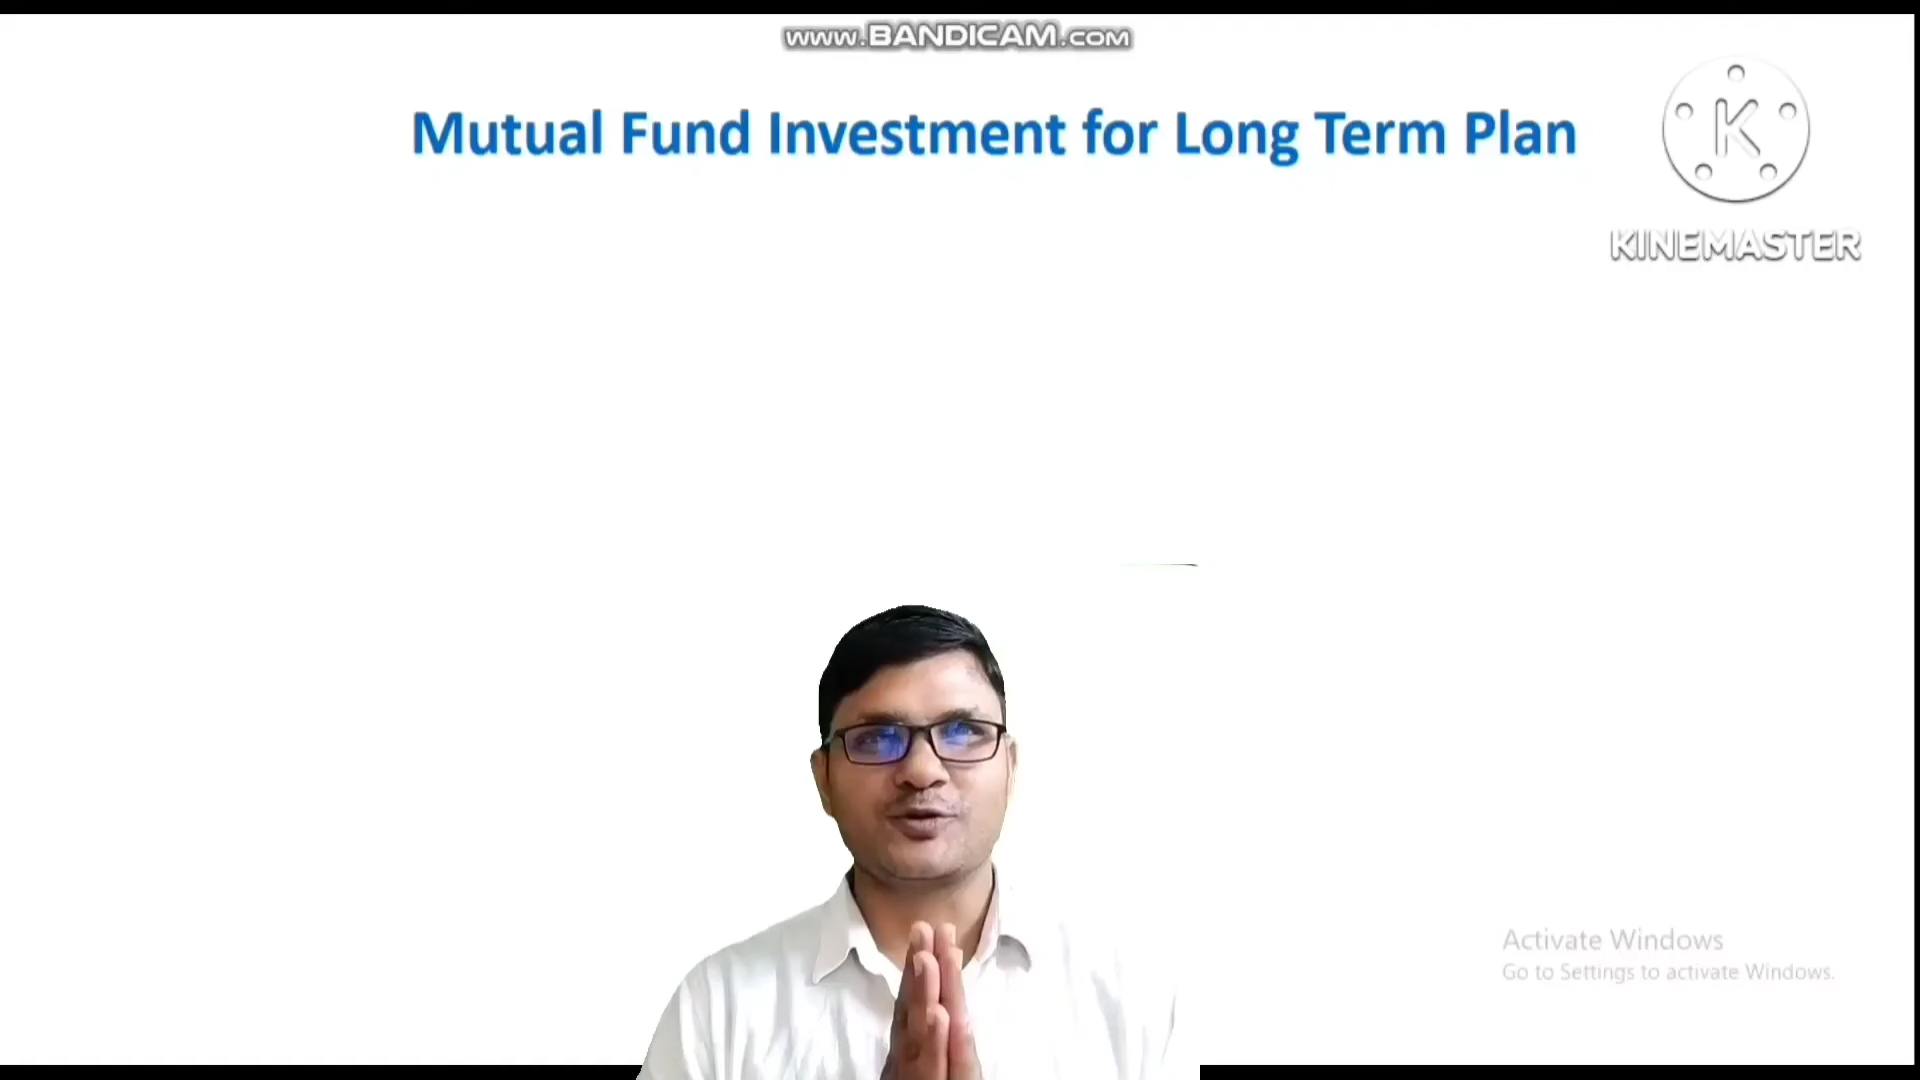 www.BANDICAM.com
Mutual Fund Investment for Long Term Plan
K
KINEMASTER
Activate Windows
Go to Settings to activate Windows.